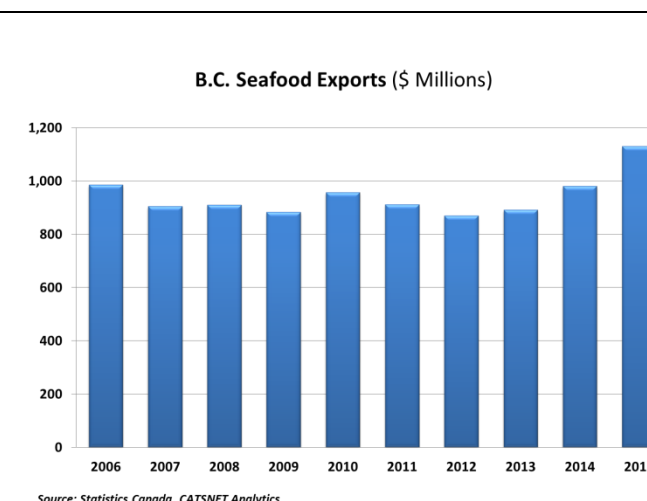 B.C. Seafood Exports ($ Millions)
1,200
1,000
800
600
400
200
0
2006 2007 2008 2009 2010 2011 2012 2013 2014 201
Source: Statistics Canada, CATSNET Analytics